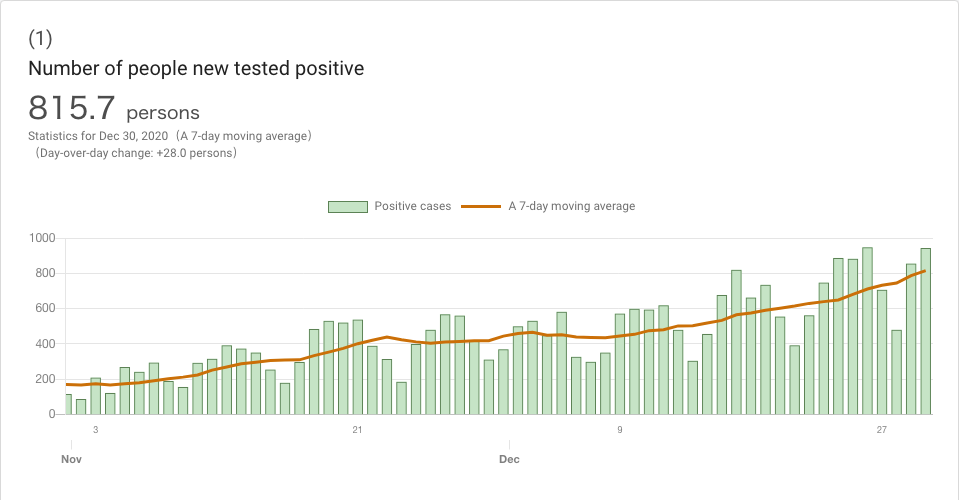 (1)
Number of people new tested positive
815.7 persons
Statistics for Dec 30, 2020（A 7-day moving average）
（Day-over-day change: +28.0 persons）
Positive cases A 7-day moving average
1000
800
600
400
200
0
3 21 9 27
Nov Dec